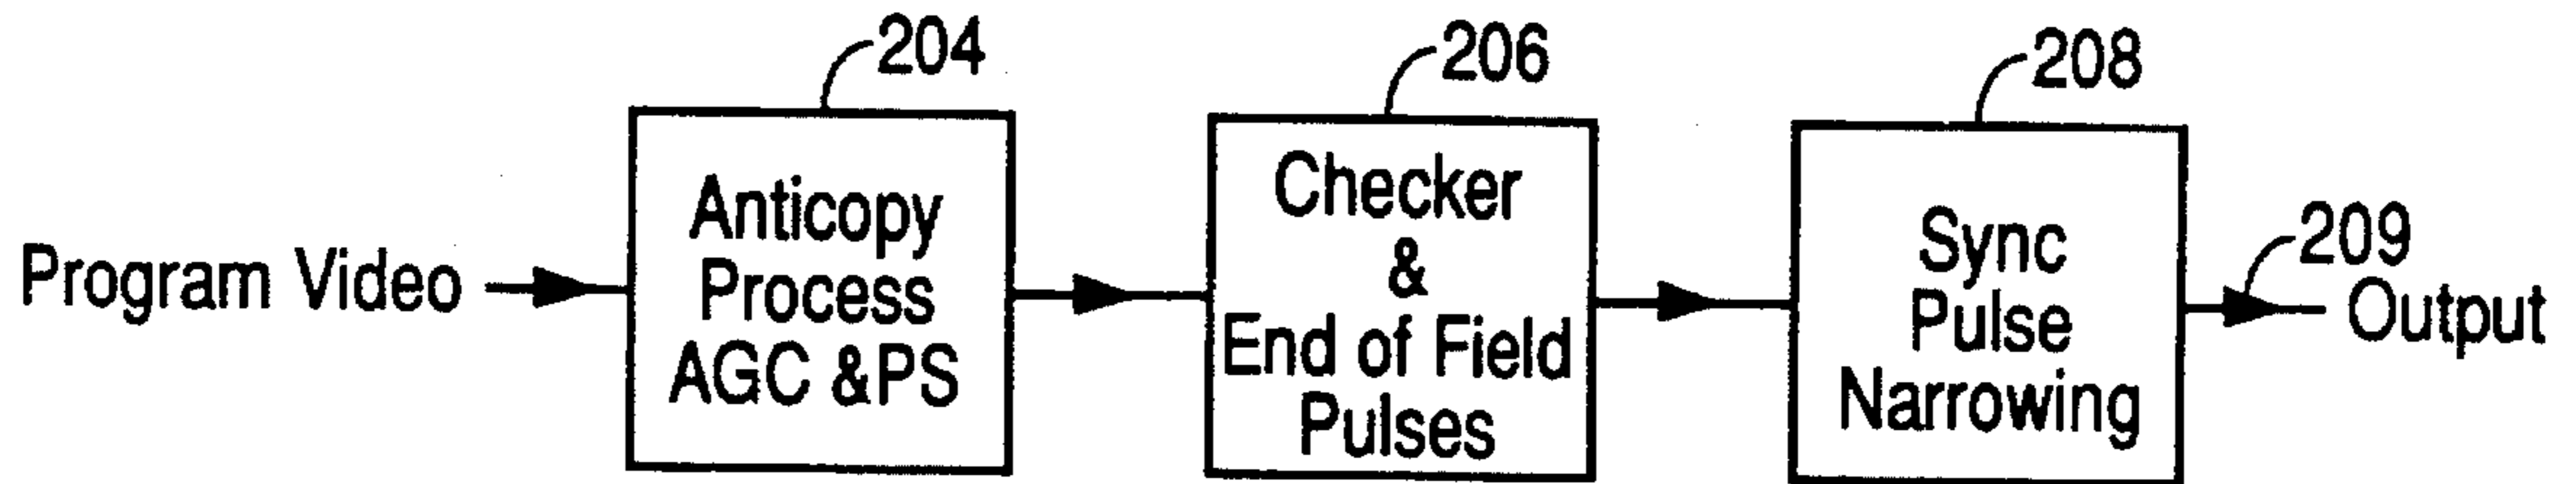 204
206
208
Program Video
Anticopy
Process
AGC &PS
Checker
&
End of Field
Pulses
Sync
Pulse
Narrowing
209
Output